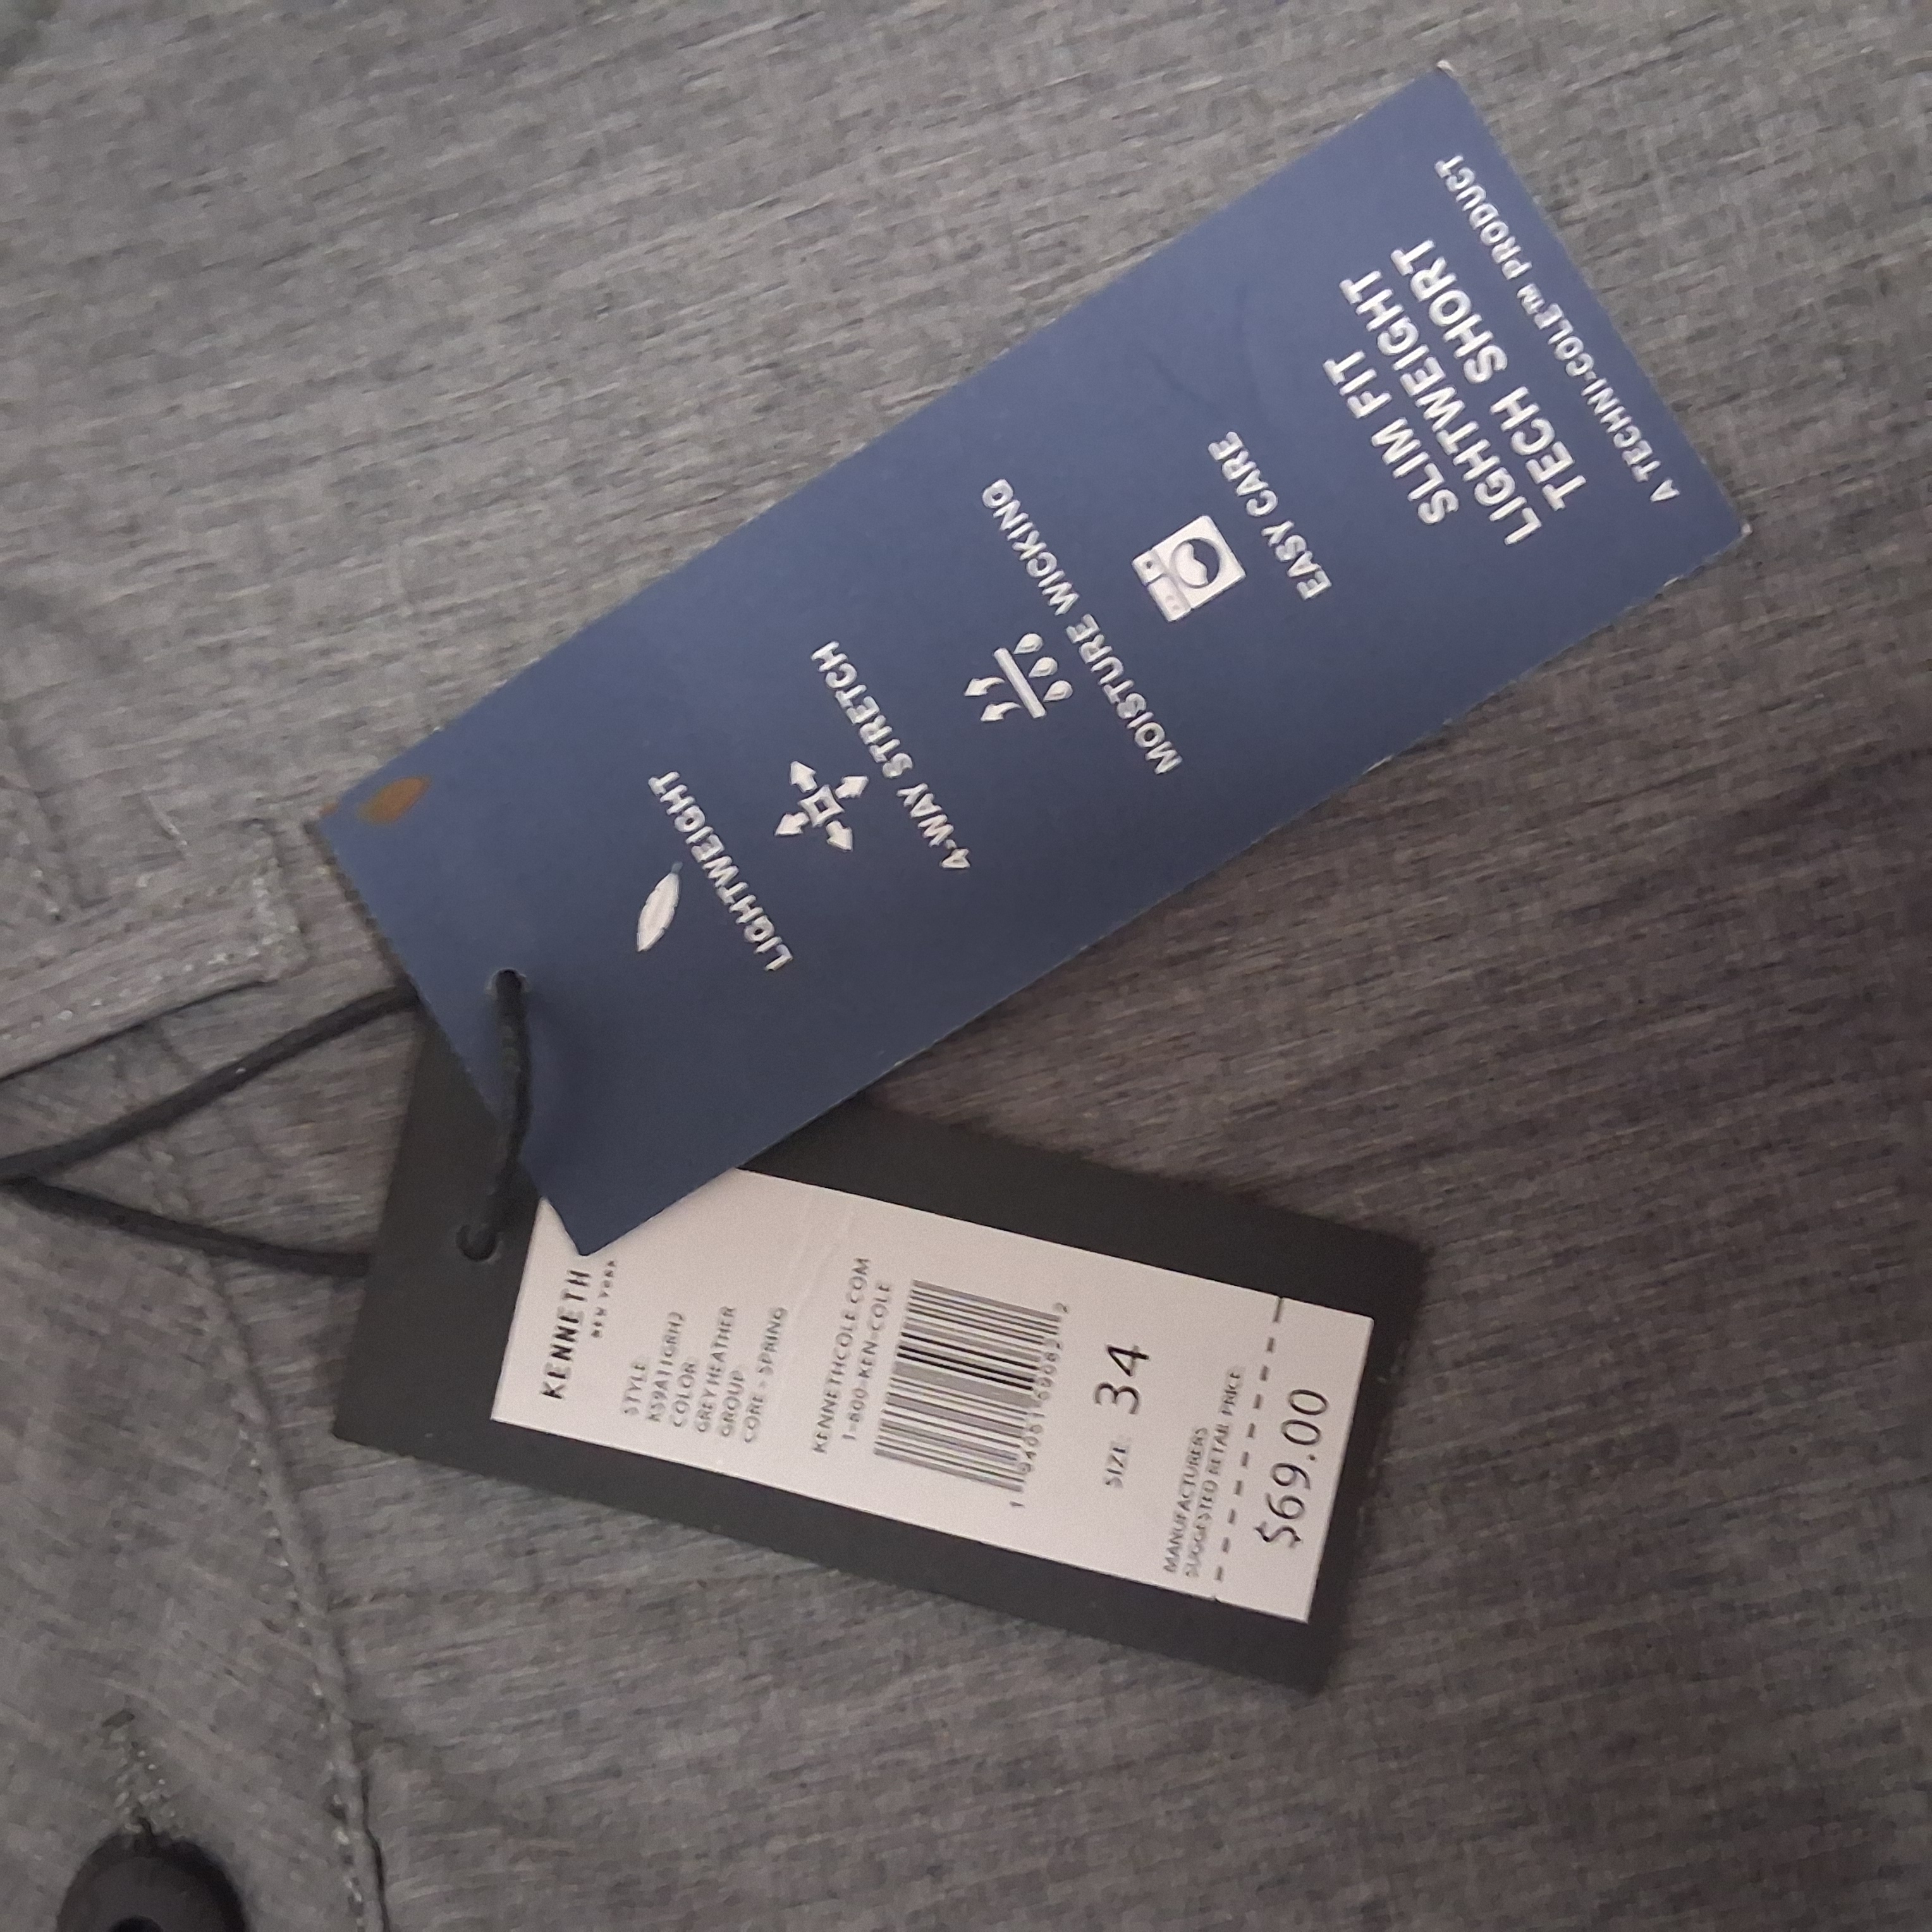 LIGHTWEIGHT
4-WAY STRETCH
MOISTURE WICKING
EASY CARE
SLIM FIT
LIGHTWEIGHT
TECH SHORT
A TECHNI-COLE™ PRODUCT
KENNETH
NEW YORK
STYLE:
COLOR:
GREY HEATHER
GROUP:
CORE - SPRING
KENNETHCOLE.COM
1-800-KEN-COLE
SIZE: 34
MANUFACTURERS
SUGGESTED RETAIL PRICE
$69.00